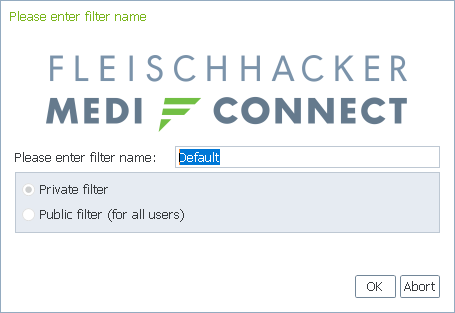 Please enter filter name
FLEISCHHACKER
MEDI CONNECT
Please enter filter name: Default
Private filter
Public filter (for all users)
OK Abort